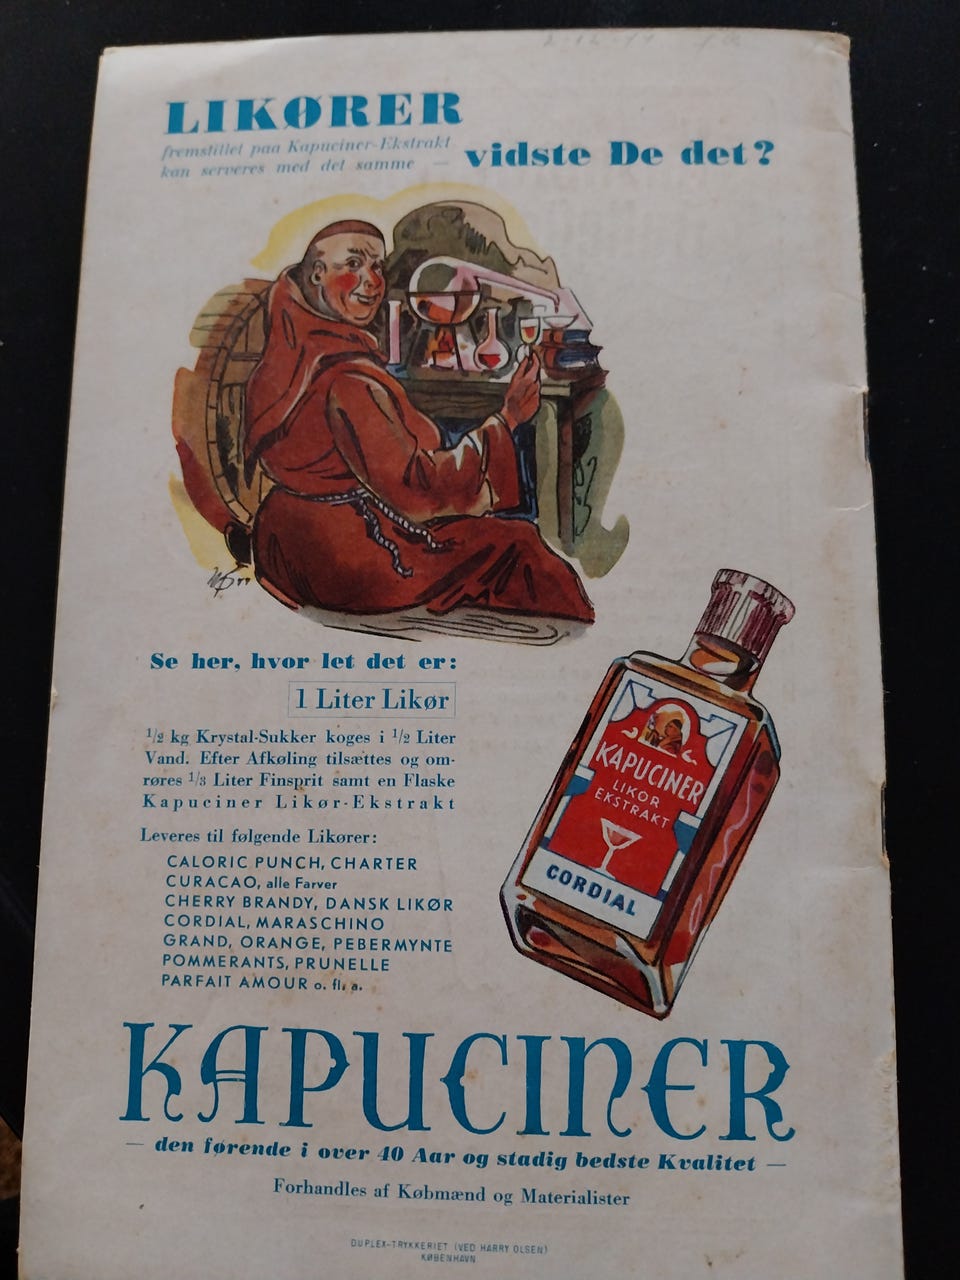 LIKØRER
fremstillet paa Kapuciner-Ekstrakt
kan serveres med det samme — vidste De det?
Se her, hvor let det er:
1 Liter Likør
1/2 kg Krystal-Sukker koges i 1/2 Liter
Vand. Efter Afkøling tilsættes og om-
røres 1/3 Liter Finsprit samt en Flaske
Kapuciner Likør-Ekstrakt
Leveres til følgende Likører:
CALORIC PUNCH, CHARTER
CURACAO, alle Farver
CHERRY BRANDY, DANSK LIKØR
CORDIAL, MARASCHINO
GRAND, ORANGE, PEBERMYNTE
POMMERANTS, PRUNELLE
PARFAIT AMOUR o. fl. a.
KAPUCINER
LIKØR
EKSTRAKT
CORDIAL
KAPUCINER
— den førende i over 40 Aar og stadig bedste Kvalitet —
Forhandles af Købmænd og Materialister
DUPLEX-TRYKKERIET (VED HARRY OLSEN)
KØBENHAVN